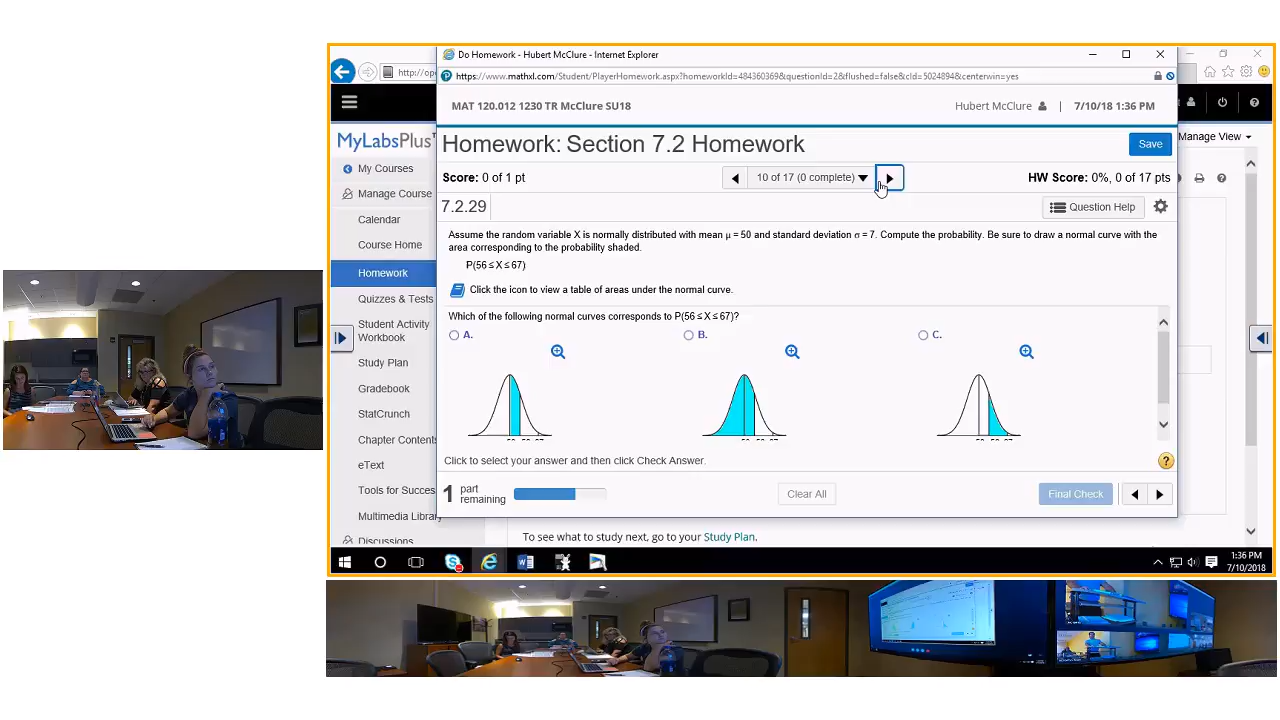 Do Homework - Hubert McClure - Internet Explorer
https://www.mathxl.com/Student/PlayerHomework.aspx?homeworkId=484360369&questionId=2&flushed=false&cId=5024894&centerwin=yes
MAT 120.012 1230 TR McClure SU18
Hubert McClure | 7/10/18 1:36 PM
Homework: Section 7.2 Homework
Save
Score: 0 of 1 pt
10 of 17 (0 complete)
HW Score: 0%, 0 of 17 pts
7.2.29
Question Help
Assume the random variable X is normally distributed with mean μ = 50 and standard deviation σ = 7. Compute the probability. Be sure to draw a normal curve with the
area corresponding to the probability shaded.
P(56 ≤ X ≤ 67)
Click the icon to view a table of areas under the normal curve.
Which of the following normal curves corresponds to P(56 ≤ X ≤ 67)?
A.
B.
C.
Click to select your answer and then click Check Answer.
1 part
remaining
Clear All
Final Check
http://op
MyLabsPlus
Manage View
My Courses
Manage Course
Calendar
Course Home
Homework
Quizzes & Tests
Student Activity
Workbook
Study Plan
Gradebook
StatCrunch
Chapter Contents
eText
Tools for Succes
Multimedia Library
Discussions
To see what to study next, go to your Study Plan.
1:36 PM
7/10/2018